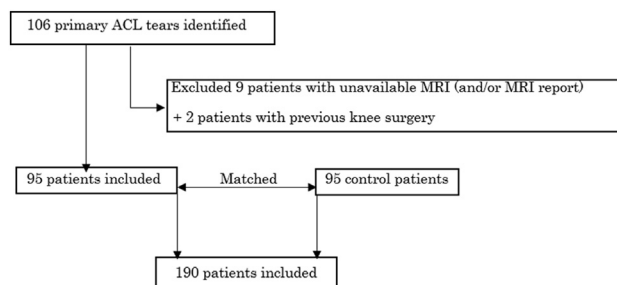 106 primary ACL tears identified
Excluded 9 patients with unavailable MRI (and/or MRI report)
+ 2 patients with previous knee surgery
95 patients included
Matched
95 control patients
190 patients included